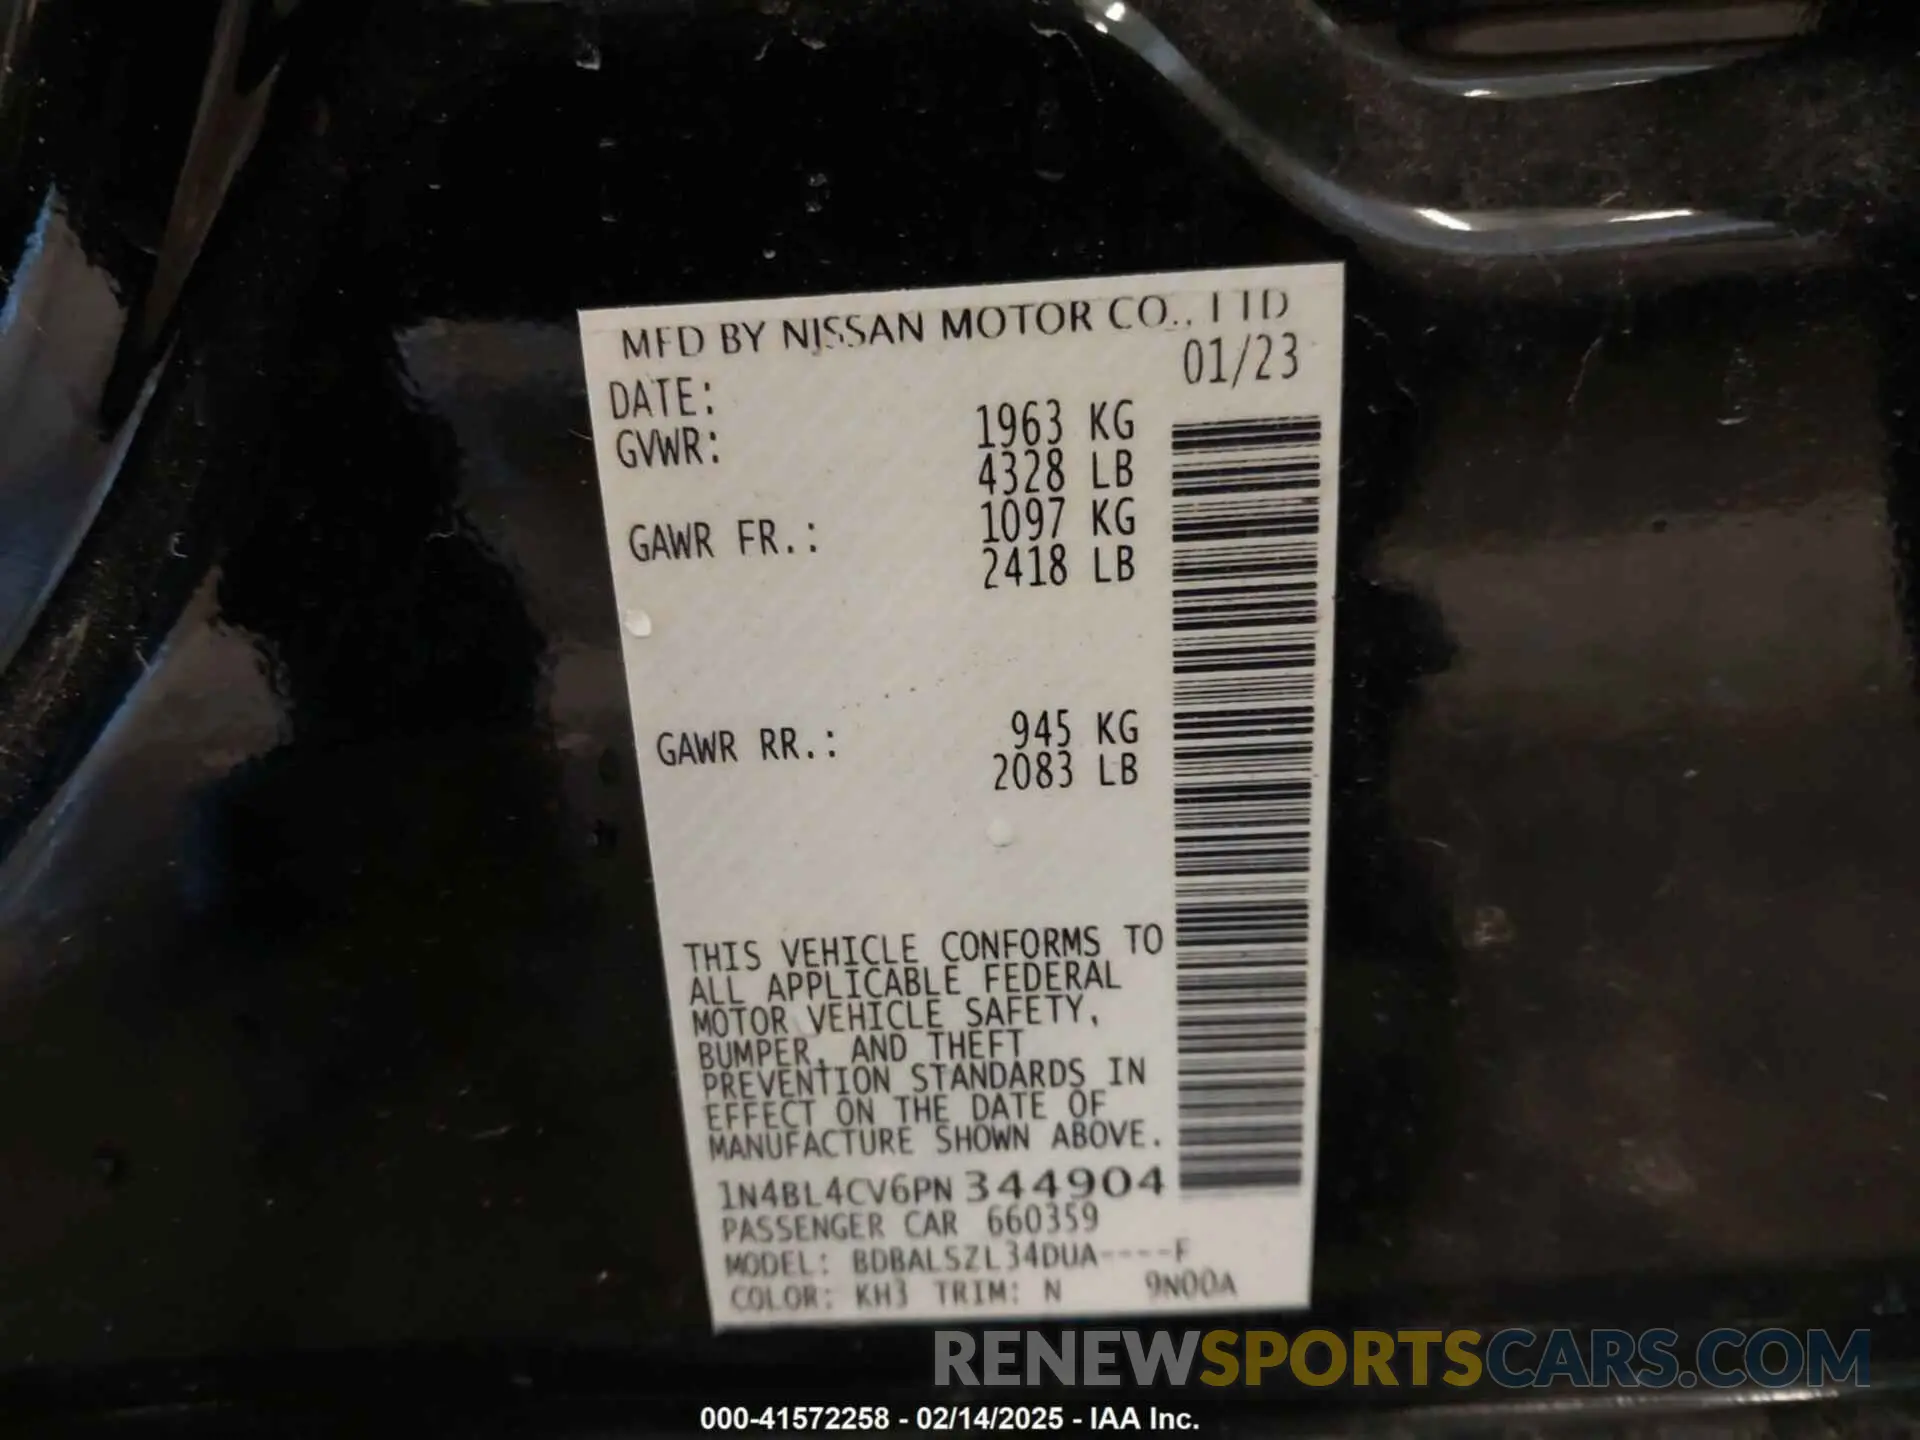 MFD BY NISSAN MOTOR CO., LTD
DATE: 01/23
GVWR: 1963 KG
4328 LB
GAWR FR.: 1097 KG
2418 LB
GAWR RR.: 945 KG
2083 LB
THIS VEHICLE CONFORMS TO
ALL APPLICABLE FEDERAL
MOTOR VEHICLE SAFETY,
BUMPER, AND THEFT
PREVENTION STANDARDS IN
EFFECT ON THE DATE OF
MANUFACTURE SHOWN ABOVE.
1N4BL4CV6PN344904
PASSENGER CAR 660359
MODEL: BDBALSZL34DUA----F
COLOR: KH3 TRIM: N 9N00A
RENEWSPORTSCARS.COM
000-41572258 - 02/14/2025 - IAA Inc.